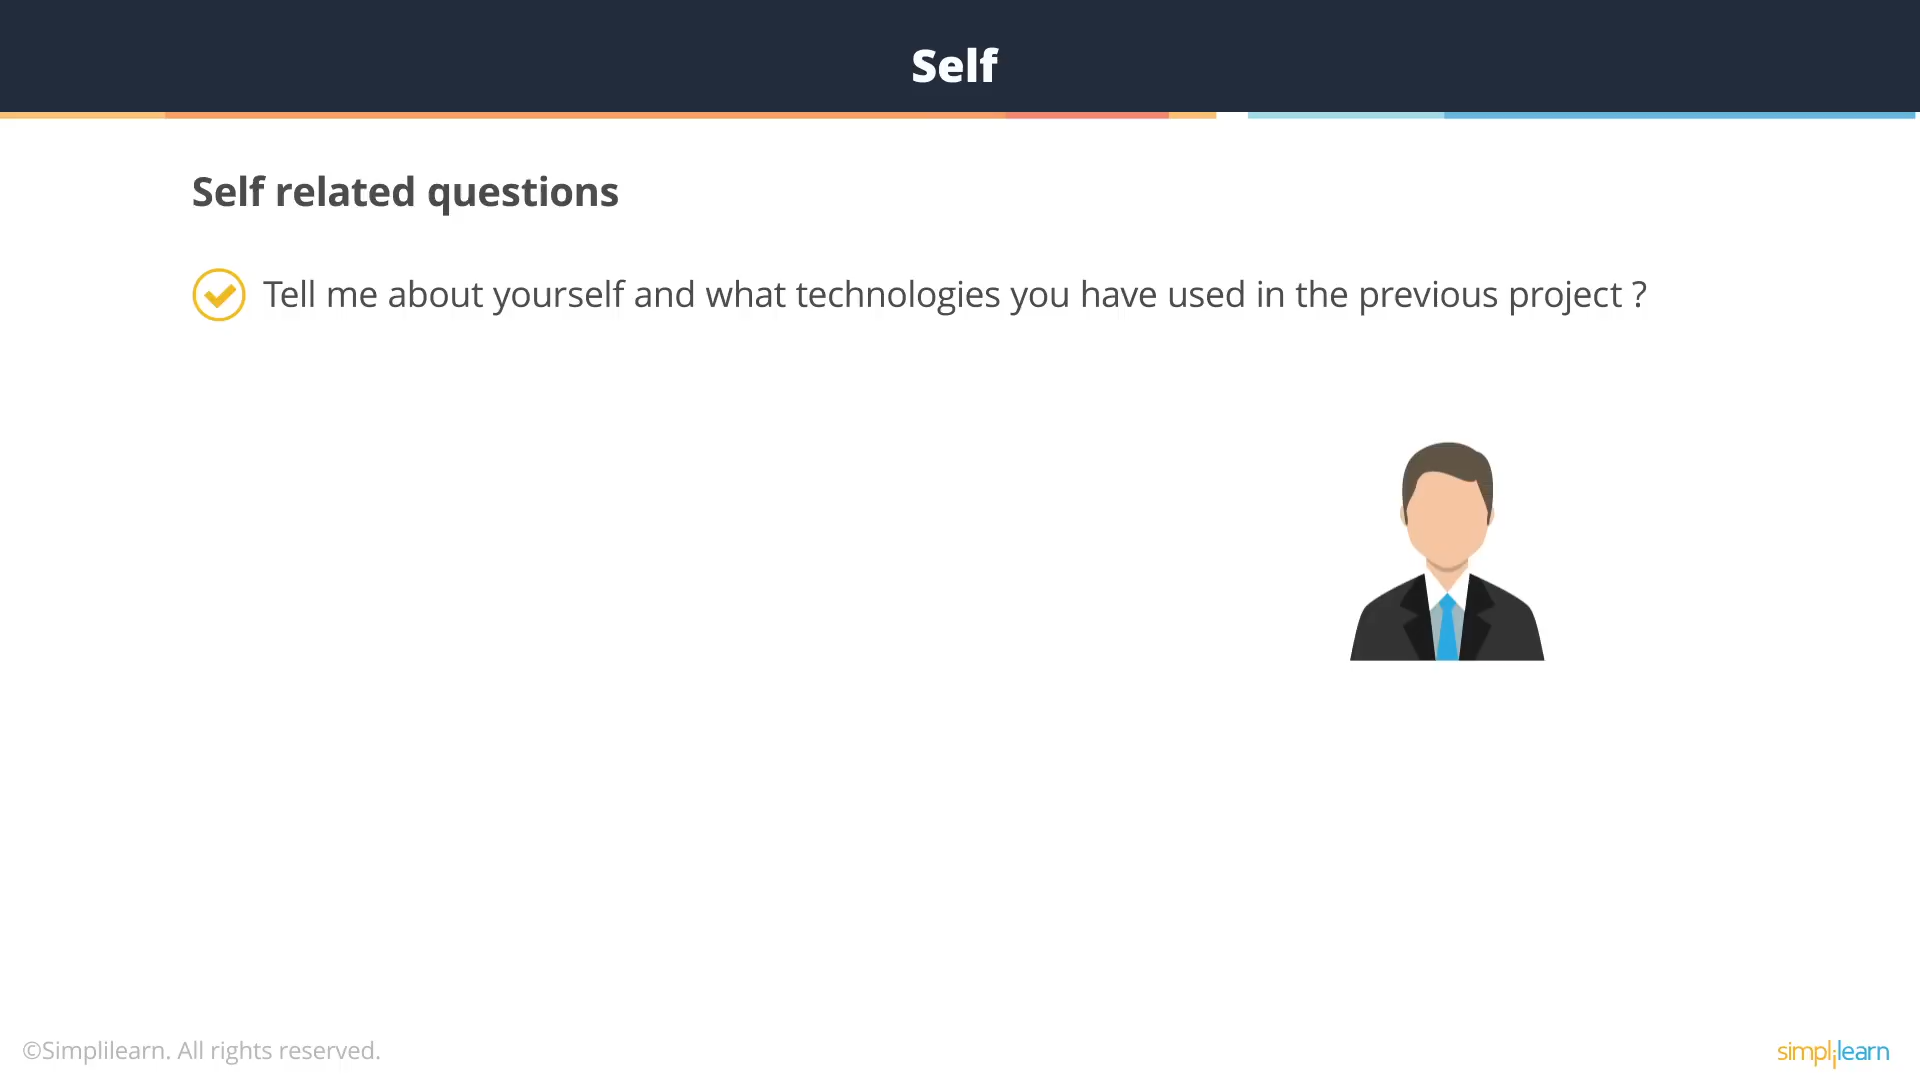 Self
Self related questions
Tell me about yourself and what technologies you have used in the previous project ?
©Simplilearn. All rights reserved.
simplilearn